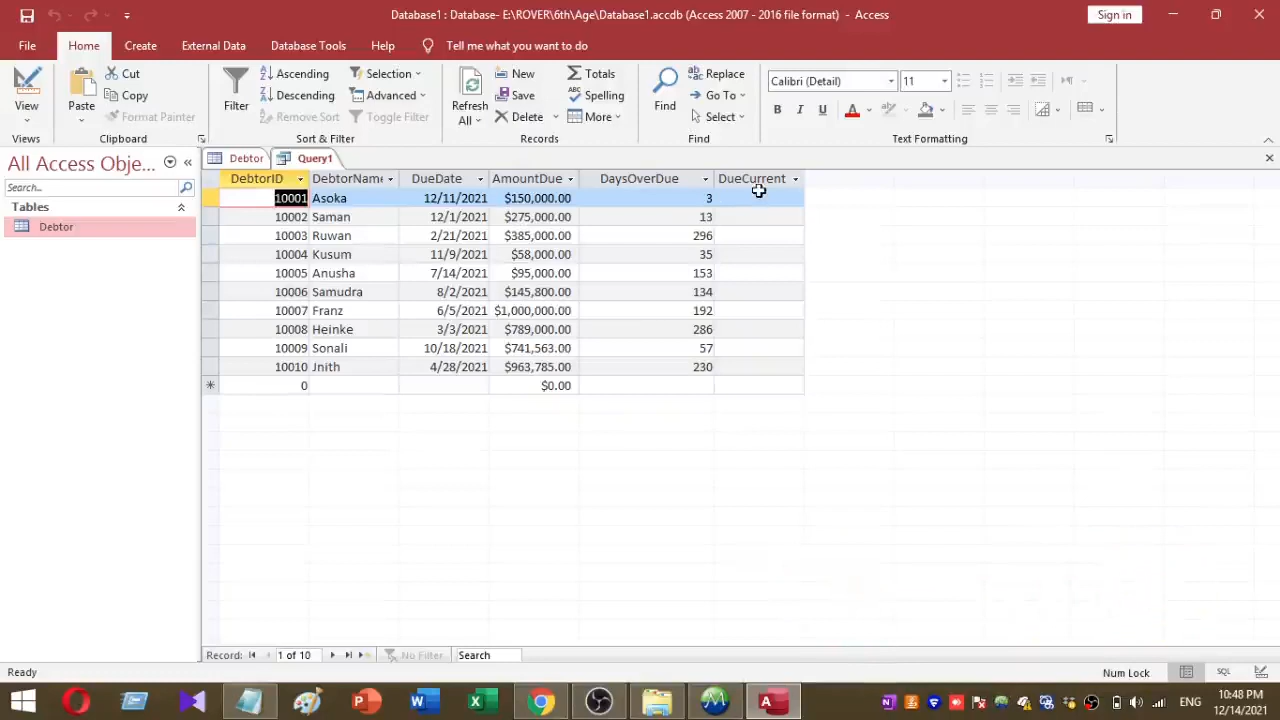 Database1 : Database- E:\ROVER\6th\Age\Database1.accdb (Access 2007 - 2016 file format) - Access
Sign in
File Home Create External Data Database Tools Help Tell me what you want to do
View
Views
Paste
Cut
Copy
Format Painter
Clipboard
Filter
Ascending
Descending
Remove Sort
Selection
Advanced
Toggle Filter
Sort & Filter
Refresh
All
New
Save
Delete
Totals
Spelling
More
Records
Find
Replace
Go To
Select
Find
Calibri (Detail) 11
B I U A ab
Text Formatting
All Access Obje...
Search...
Tables
Debtor
Debtor Query1
DebtorID DebtorName DueDate AmountDue DaysOverDue DueCurrent
10001 Asoka 12/11/2021 $150,000.00 3
10002 Saman 12/1/2021 $275,000.00 13
10003 Ruwan 2/21/2021 $385,000.00 296
10004 Kusum 11/9/2021 $58,000.00 35
10005 Anusha 7/14/2021 $95,000.00 153
10006 Samudra 8/2/2021 $145,800.00 134
10007 Franz 6/5/2021 $1,000,000.00 192
10008 Heinke 3/3/2021 $789,000.00 286
10009 Sonali 10/18/2021 $741,563.00 57
10010 Jnith 4/28/2021 $963,785.00 230
0 $0.00
Record: 1 of 10 No Filter Search
Ready
Num Lock SQL
ENG
10:48 PM
12/14/2021